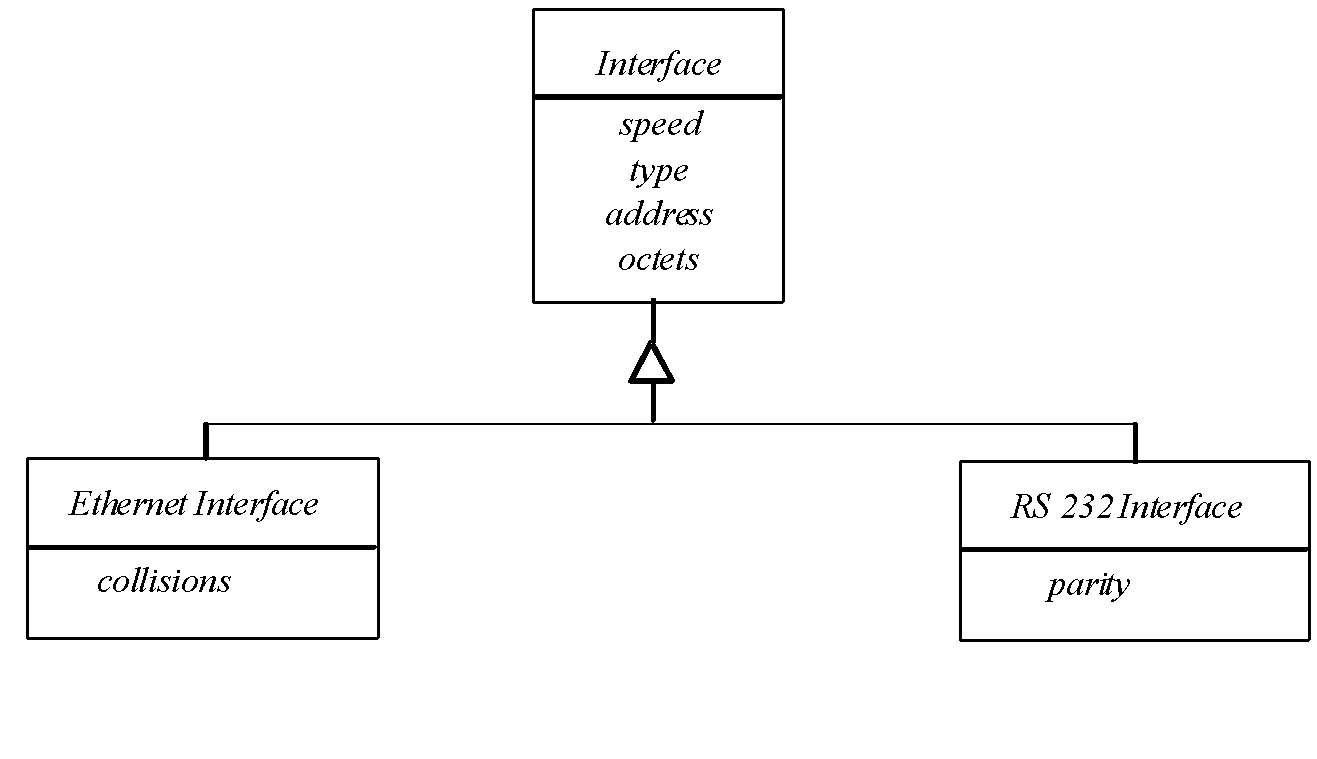 Interface
speed
type
address
octets
Ethernet Interface
collisions
RS 232 Interface
parity